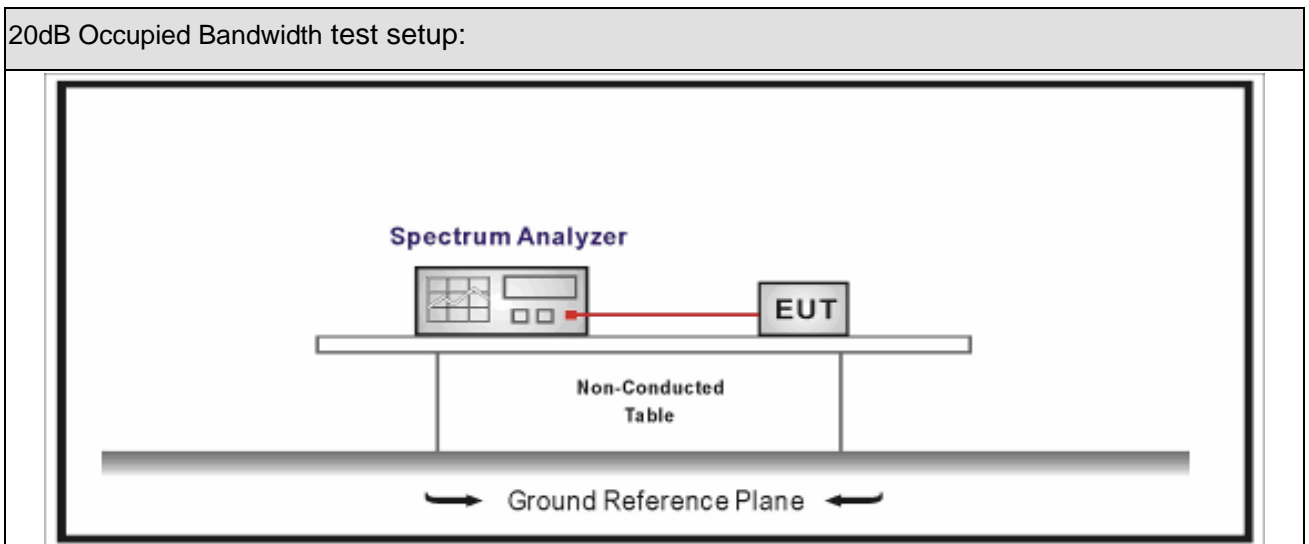 20dB Occupied Bandwidth test setup:
Spectrum Analyzer
EUT
Non-Conducted
Table
Ground Reference Plane